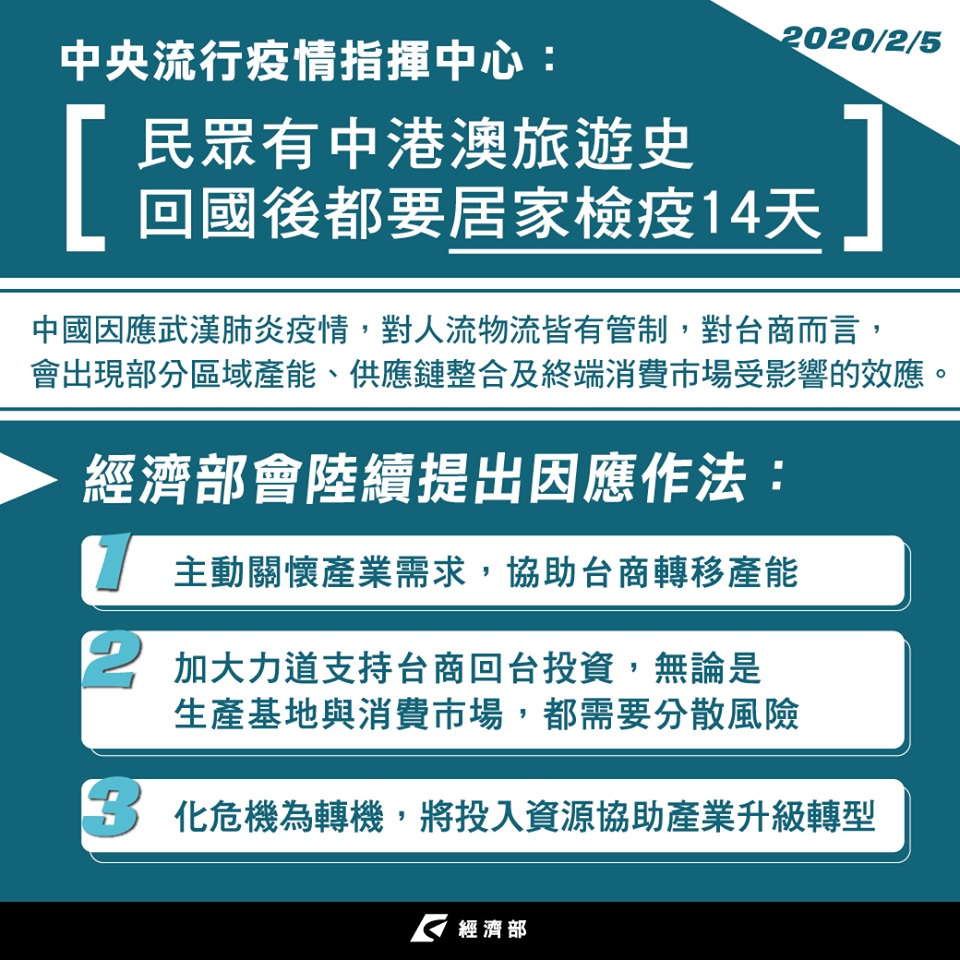 2020/2/5
中央流行疫情指揮中心：
民眾有中港澳旅遊史
回國後都要居家檢疫14天
中國因應武漢肺炎疫情，對人流物流皆有管制，對台商而言，
會出現部分區域產能、供應鏈整合及終端消費市場受影響的效應。
經濟部會陸續提出因應作法：
1 主動關懷產業需求，協助台商轉移產能
2 加大力道支持台商回台投資，無論是
生產基地與消費市場，都需要分散風險
3 化危機為轉機，將投入資源協助產業升級轉型
經濟部